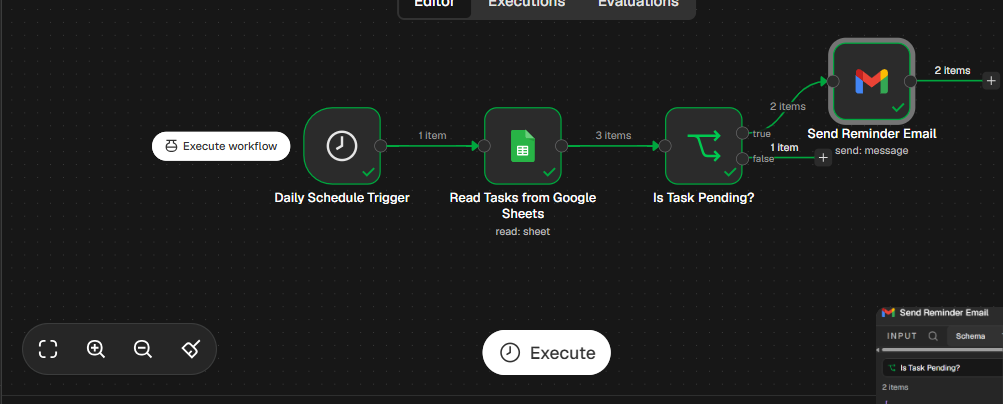 Editor Executions Evaluations
2 items
2 items
Execute workflow
1 item
3 items
true
false
1 item
Send Reminder Email
send: message
Daily Schedule Trigger
Read Tasks from Google
Sheets
read: sheet
Is Task Pending?
Execute
Send Reminder Email
INPUT Schema
Is Task Pending?
2 items